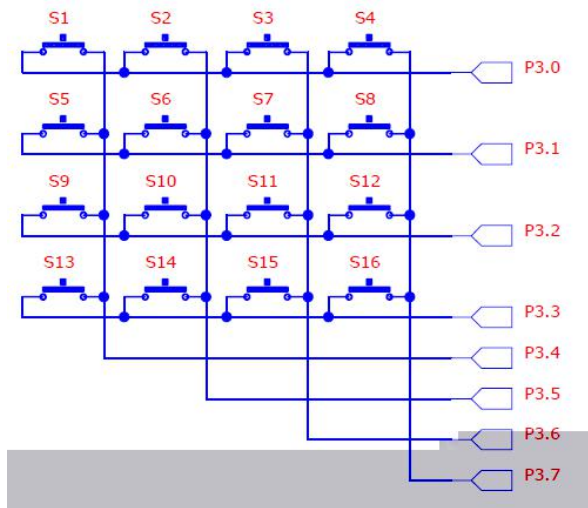 S1 S2 S3 S4
P3.0
S5 S6 S7 S8
P3.1
S9 S10 S11 S12
P3.2
S13 S14 S15 S16
P3.3
P3.4
P3.5
P3.6
P3.7